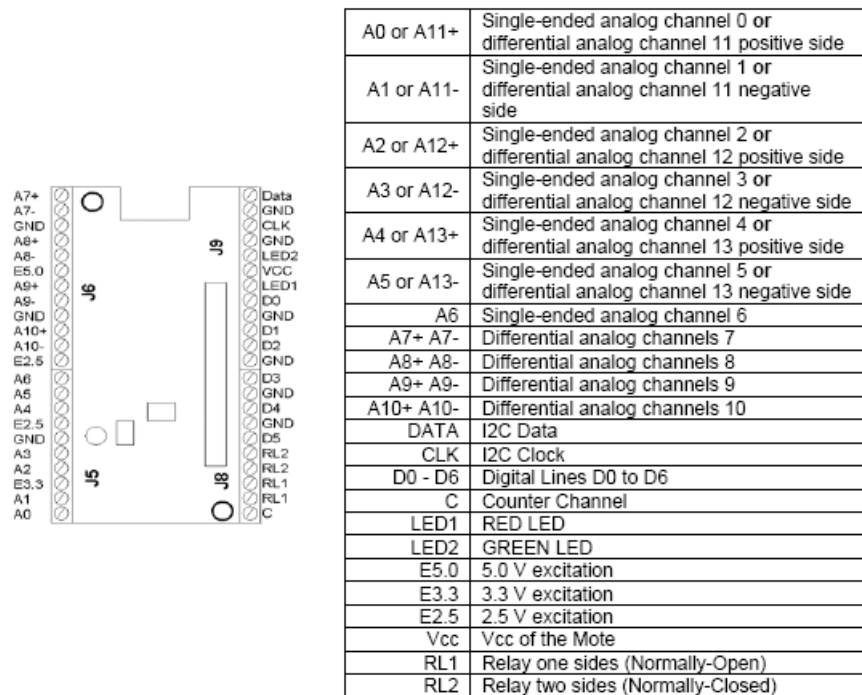 A7+
A7-
GND
A8+
A8-
E5.0
A9+
A9-
GND
A10+
A10-
E2.5
A6
A5
A4
E2.5
GND
A3
A2
E3.3
A1
A0
J6
J5
J9
J8
Data
GND
CLK
GND
LED2
VCC
LED1
D0
GND
D1
D2
GND
D3
GND
D4
GND
D5
RL2
RL2
RL1
RL1
C
A0 or A11+ Single-ended analog channel 0 or
differential analog channel 11 positive side
A1 or A11- Single-ended analog channel 1 or
differential analog channel 11 negative
side
A2 or A12+ Single-ended analog channel 2 or
differential analog channel 12 positive side
A3 or A12- Single-ended analog channel 3 or
differential analog channel 12 negative side
A4 or A13+ Single-ended analog channel 4 or
differential analog channel 13 positive side
A5 or A13- Single-ended analog channel 5 or
differential analog channel 13 negative side
A6 Single-ended analog channel 6
A7+ A7- Differential analog channels 7
A8+ A8- Differential analog channels 8
A9+ A9- Differential analog channels 9
A10+ A10- Differential analog channels 10
DATA I2C Data
CLK I2C Clock
D0 - D6 Digital Lines D0 to D6
C Counter Channel
LED1 RED LED
LED2 GREEN LED
E5.0 5.0 V excitation
E3.3 3.3 V excitation
E2.5 2.5 V excitation
Vcc Vcc of the Mote
RL1 Relay one sides (Normally-Open)
RL2 Relay two sides (Normally-Closed)